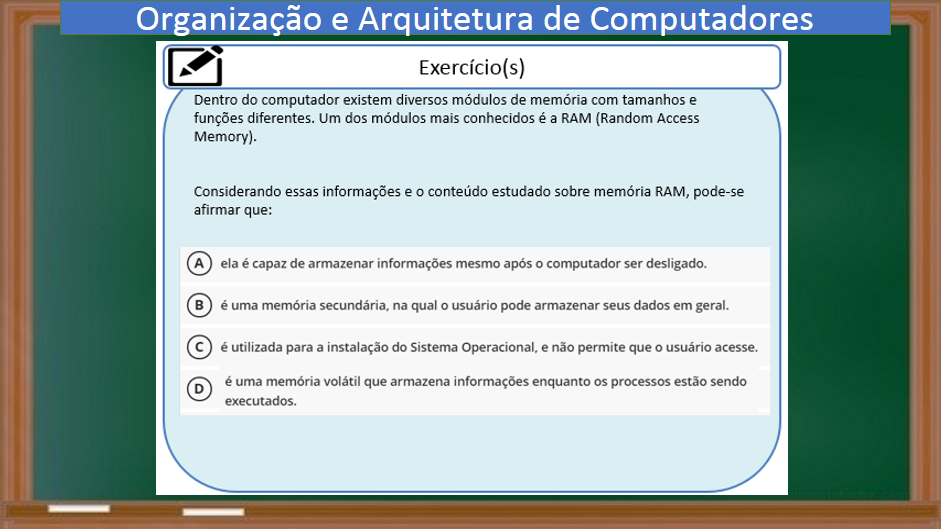 Organização e Arquitetura de Computadores
Exercício(s)
Dentro do computador existem diversos módulos de memória com tamanhos e
funções diferentes. Um dos módulos mais conhecidos é a RAM (Random Access
Memory).
Considerando essas informações e o conteúdo estudado sobre memória RAM, pode-se
afirmar que:
A ela é capaz de armazenar informações mesmo após o computador ser desligado.
B é uma memória secundária, na qual o usuário pode armazenar seus dados em geral.
C é utilizada para a instalação do Sistema Operacional, e não permite que o usuário acesse.
D é uma memória volátil que armazena informações enquanto os processos estão sendo
executados.